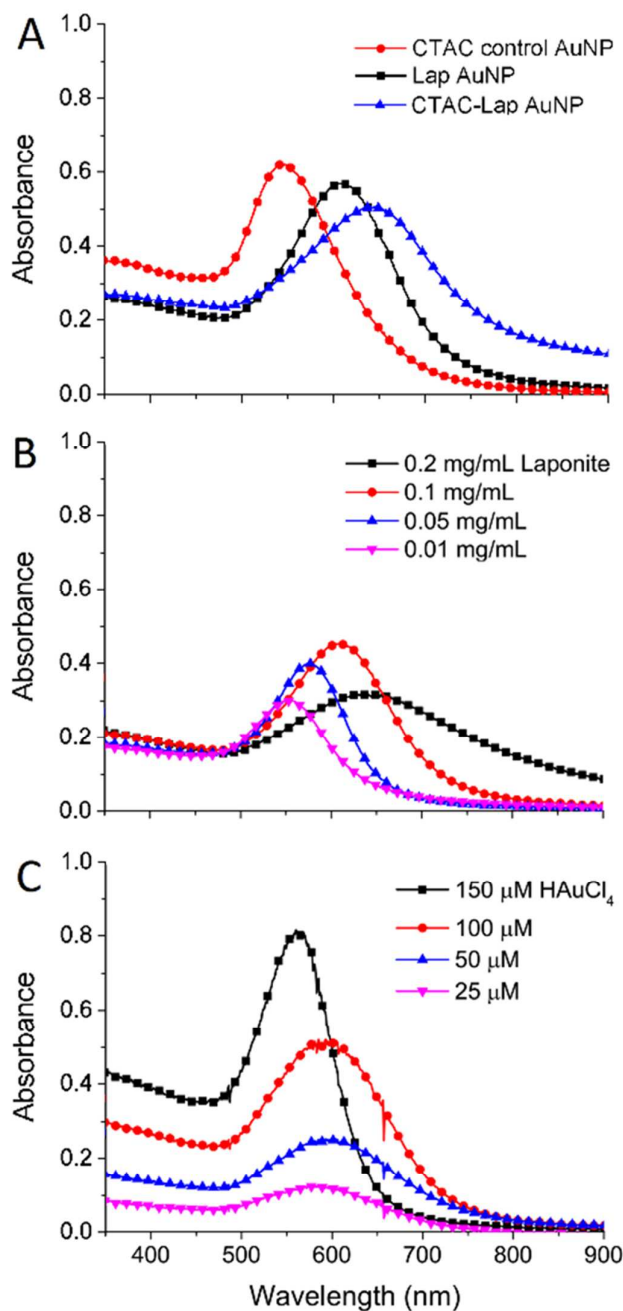 A
CTAC control AuNP
Lap AuNP
CTAC-Lap AuNP
1.0
0.8
0.6
0.4
0.2
0.0
Absorbance
B
0.2 mg/mL Laponite
0.1 mg/mL
0.05 mg/mL
0.01 mg/mL
1.0
0.8
0.6
0.4
0.2
0.0
Absorbance
C
150 μM HAuCl₄
100 μM
50 μM
25 μM
1.0
0.8
0.6
0.4
0.2
0.0
Absorbance
400 500 600 700 800 900
Wavelength (nm)